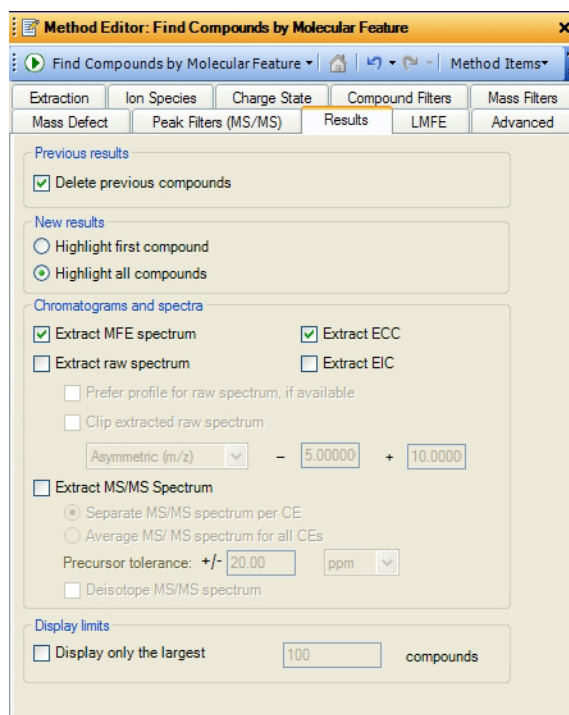 Method Editor: Find Compounds by Molecular Feature
Find Compounds by Molecular Feature Method Items
Extraction Ion Species Charge State Compound Filters Mass Filters
Mass Defect Peak Filters (MS/MS) Results LMFE Advanced
Previous results
Delete previous compounds
New results
Highlight first compound
Highlight all compounds
Chromatograms and spectra
Extract MFE spectrum Extract ECC
Extract raw spectrum Extract EIC
Prefer profile for raw spectrum, if available
Clip extracted raw spectrum
Asymmetric (m/z) – 5.00000 + 10.0000
Extract MS/MS Spectrum
Separate MS/MS spectrum per CE
Average MS/ MS spectrum for all CEs
Precursor tolerance: +/- 20.00 ppm
Deisotope MS/MS spectrum
Display limits
Display only the largest 100 compounds